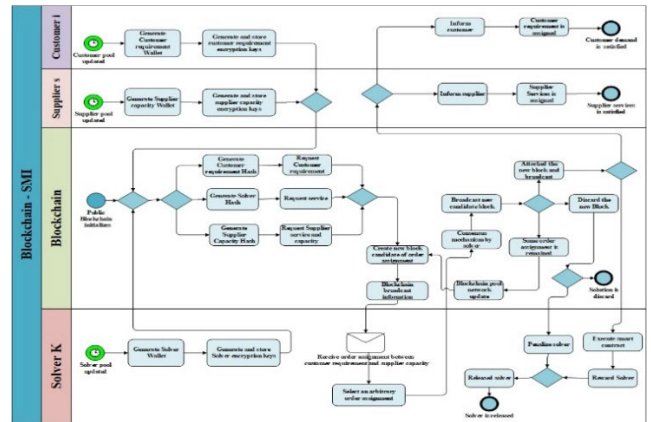 Blockchain - SMI
Customer i
Customer pool
updated
Generate
Customer
requirement
Wallet
Generate and store
customer requirement
encryption keys
Inform
customer
Customer
requirement is
assigned
Customer demand
is satisfied
Supplier s
Supplier pool
updated
Generate Supplier
capacity Wallet
Generate and store
supplier capacity
encryption keys
Inform supplier
Supplier
Services is
assigned
Supplier services
is satisfied
Blockchain
Public
Blockchain
initializes
Generate
Customer
requirement Hash
Request
Customer
requirement
Generate Solver
Hash
Request service
Generate
Supplier
Capacity Hash
Request Supplier
service and
capacity
Create new block
candidate of order
assignment
Blockchain
broadcast
information
Broadcast new
candidate block
Consensus
mechanism by
solver
Attached the
new block and
broadcast
Discard the
new Block
Some order
assignment is
remained
Blockchain pool
network
update
Solution is
discard
Solver K
Solver pool
updated
Generate Solver
Wallet
Generate and store
Solver encryption keys
Receive order assignment between
customer requirement and supplier capacity
Select an arbitrary
order assignment
Penalize
solver
Execute smart
contract
Released solver
Reward Solver
Solver is released